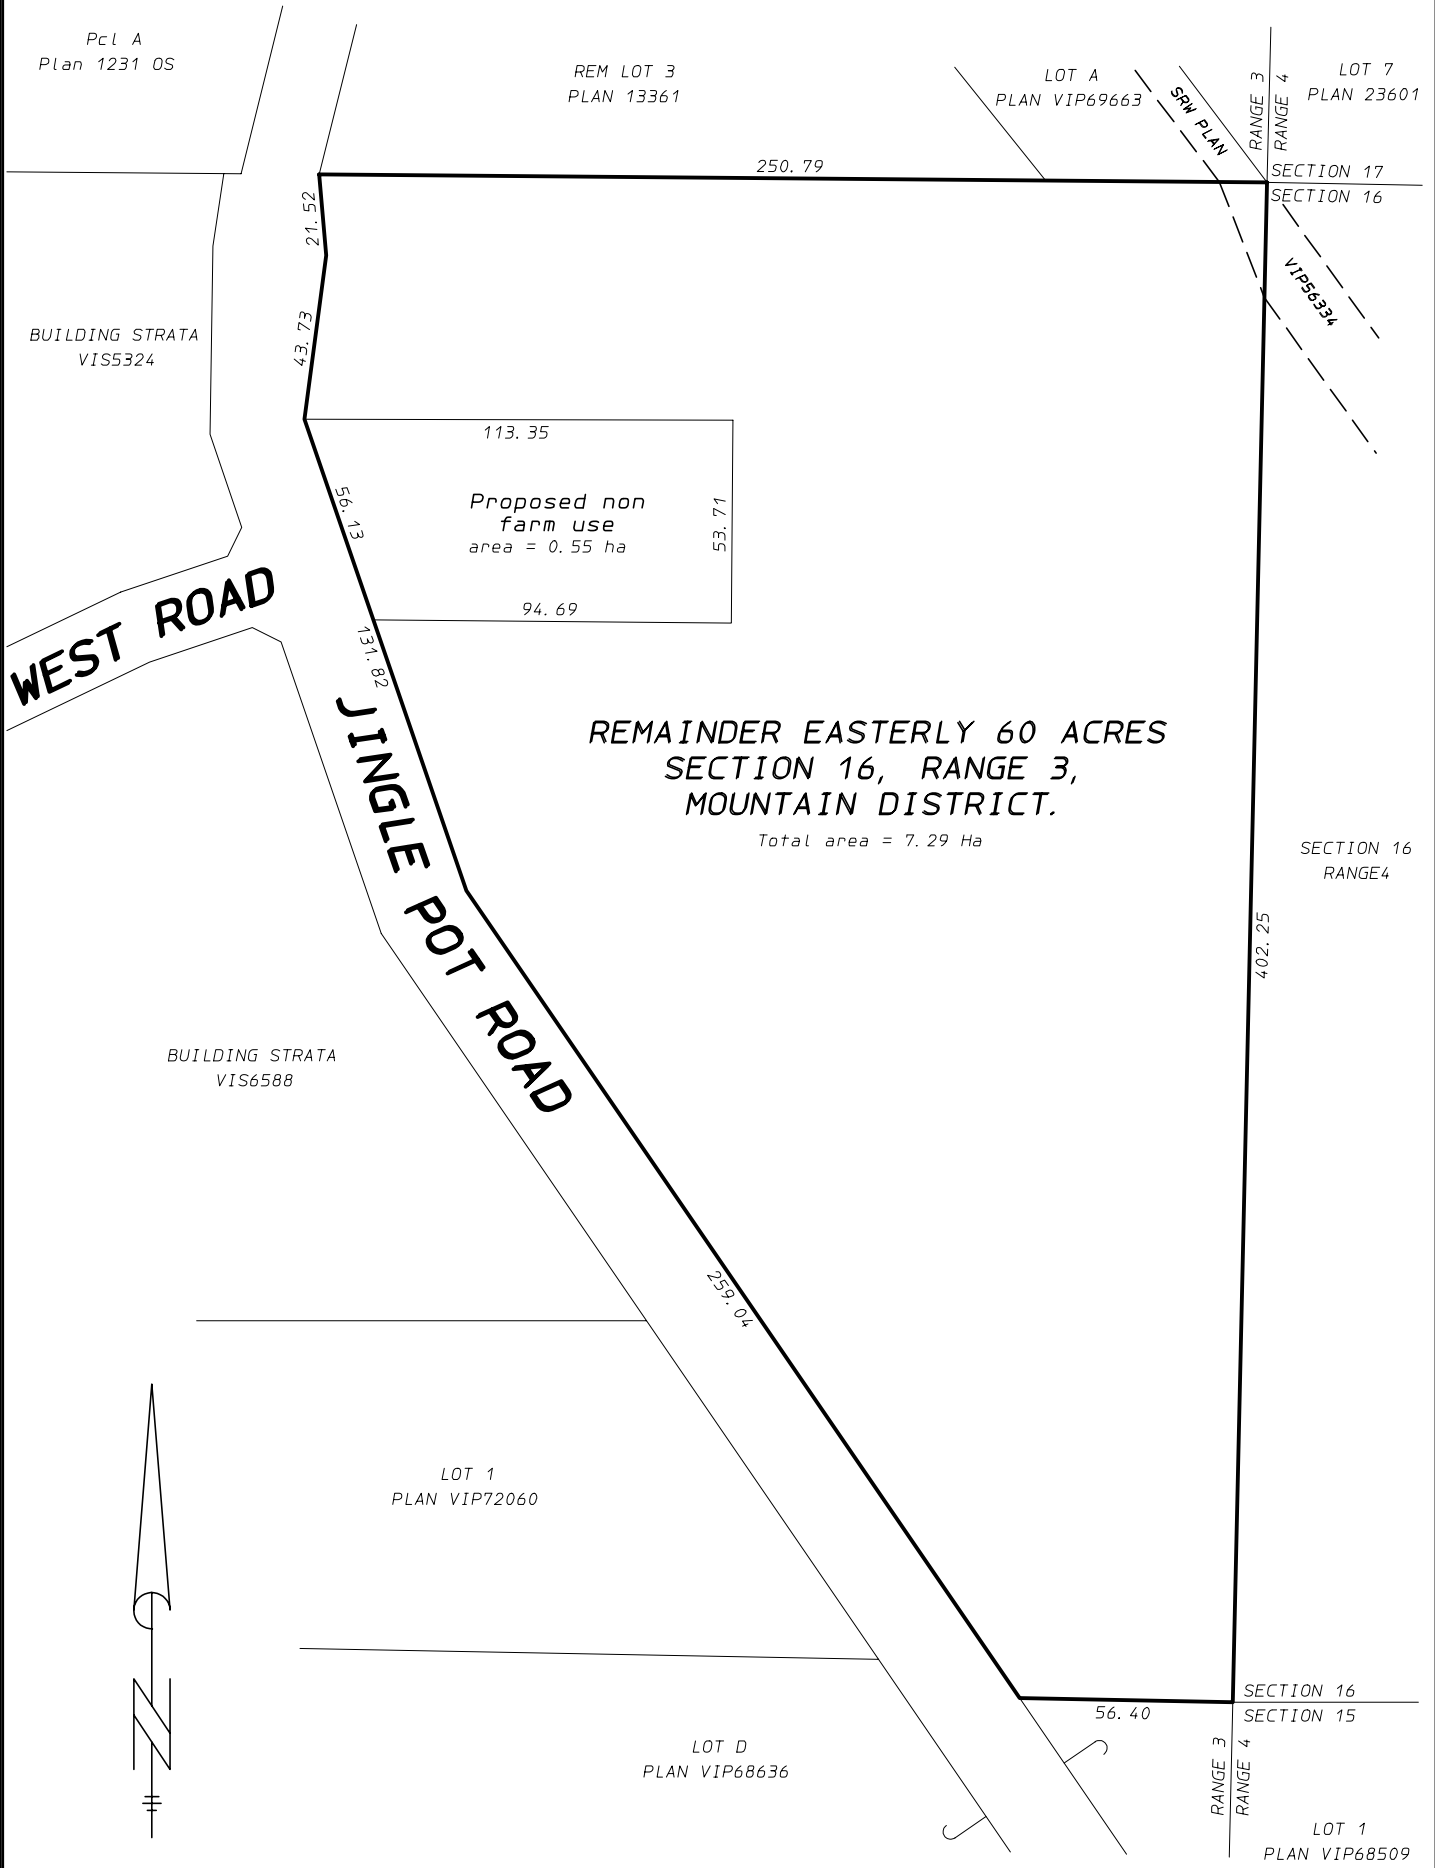 Pcl A
Plan 1231 OS
REM LOT 3
PLAN 13361
LOT A
PLAN VIP69663
SRW PLAN
RANGE 3
RANGE 4
LOT 7
PLAN 23601
250.79
SECTION 17
SECTION 16
21.52
VIP56334
43.73
BUILDING STRATA
VIS5324
113.35
56.13
Proposed non
farm use
area = 0.55 ha
53.71
WEST ROAD
94.69
131.82
JINGLE POT ROAD
REMAINDER EASTERLY 60 ACRES
SECTION 16, RANGE 3,
MOUNTAIN DISTRICT.
Total area = 7.29 Ha
SECTION 16
RANGE4
402.25
BUILDING STRATA
VIS6588
259.04
LOT 1
PLAN VIP72060
N
SECTION 16
SECTION 15
56.40
LOT D
PLAN VIP68636
RANGE 3
RANGE 4
LOT 1
PLAN VIP68509